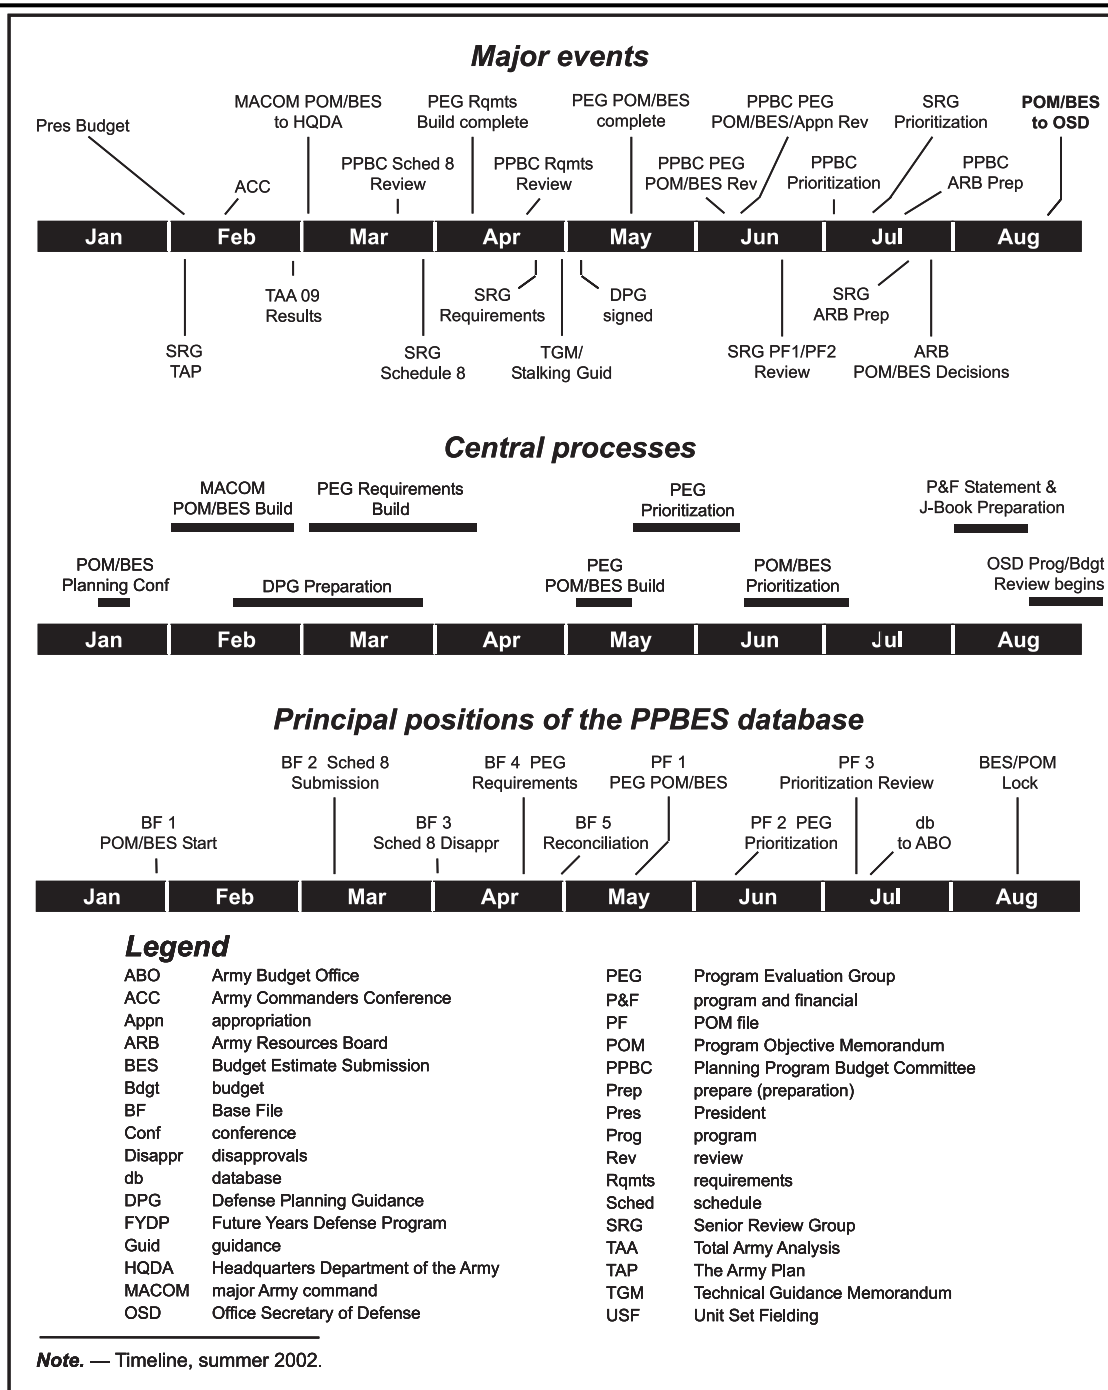 Major events
Pres Budget
MACOM POM/BES
to HQDA
PEG Rqmts
Build complete
PEG POM/BES
complete
PPBC PEG
POM/BES/Appn Rev
SRG
Prioritization
POM/BES
to OSD
ACC
PPBC Sched 8
Review
PPBC Rqmts
Review
PPBC PEG
POM/BES Rev
PPBC
Prioritization
PPBC
ARB Prep
Jan Feb Mar Apr May Jun Jul Aug
TAA 09
Results
SRG
Requirements
DPG
signed
SRG
ARB Prep
SRG
TAP
SRG
Schedule 8
TGM/
Stalking Guid
SRG PF1/PF2
Review
ARB
POM/BES Decisions
Central processes
MACOM
POM/BES Build
PEG Requirements
Build
PEG
Prioritization
P&F Statement &
J-Book Preparation
POM/BES
Planning Conf
DPG Preparation
PEG
POM/BES Build
POM/BES
Prioritization
OSD Prog/Bdgt
Review begins
Jan Feb Mar Apr May Jun Jul Aug
Principal positions of the PPBES database
BF 2 Sched 8
Submission
BF 4 PEG
Requirements
PF 1
PEG POM/BES
PF 3
Prioritization Review
BES/POM
Lock
BF 1
POM/BES Start
BF 3
Sched 8 Disappr
BF 5
Reconciliation
PF 2 PEG
Prioritization
db
to ABO
Jan Feb Mar Apr May Jun Jul Aug
Legend
ABO Army Budget Office
ACC Army Commanders Conference
Appn appropriation
ARB Army Resources Board
BES Budget Estimate Submission
Bdgt budget
BF Base File
Conf conference
Disappr disapprovals
db database
DPG Defense Planning Guidance
FYDP Future Years Defense Program
Guid guidance
HQDA Headquarters Department of the Army
MACOM major Army command
OSD Office Secretary of Defense
PEG Program Evaluation Group
P&F program and financial
PF POM file
POM Program Objective Memorandum
PPBC Planning Program Budget Committee
Prep prepare (preparation)
Pres President
Prog program
Rev review
Rqmts requirements
Sched schedule
SRG Senior Review Group
TAA Total Army Analysis
TAP The Army Plan
TGM Technical Guidance Memorandum
USF Unit Set Fielding
Note. — Timeline, summer 2002.